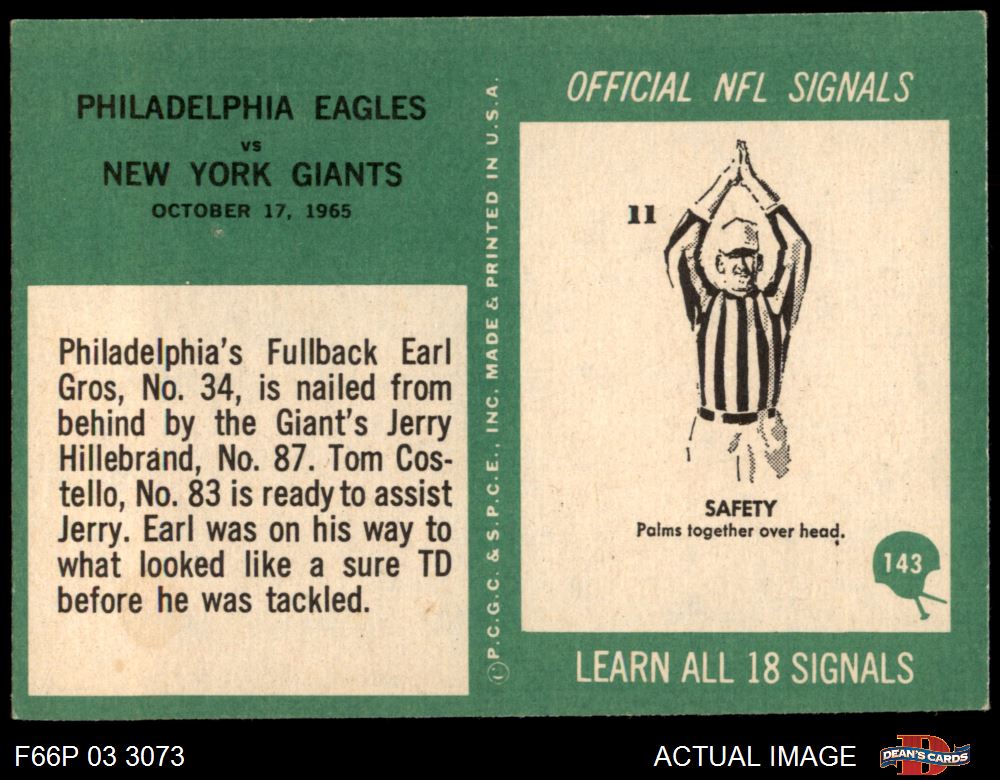 PHILADELPHIA EAGLES
vs
NEW YORK GIANTS
OCTOBER 17, 1965
Philadelphia's Fullback Earl
Gros, No. 34, is nailed from
behind by the Giant's Jerry
Hillebrand, No. 87. Tom Cos-
tello, No. 83 is ready to assist
Jerry. Earl was on his way to
what looked like a sure TD
before he was tackled.
©P.C.G.C. & S.P.C.E., INC. MADE & PRINTED IN U.S.A.
OFFICIAL NFL SIGNALS
11
SAFETY
Palms together over head.
143
LEARN ALL 18 SIGNALS
F66P 03 3073
ACTUAL IMAGE
D
DEAN'S CARDS